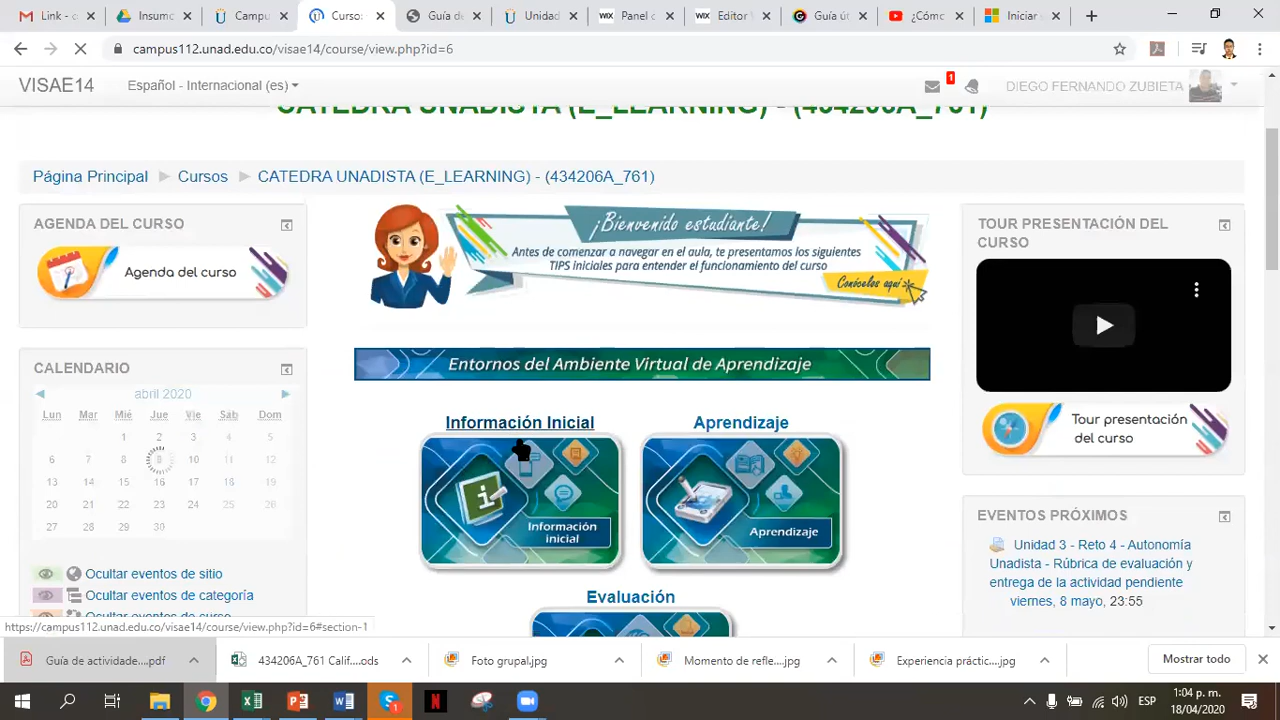 Link - c
Insumo
Campu
Curso:
Guía de
Unidad
WIX Panel c
WIX Editor
Guía út
¿Cómo
Iniciar s
campus112.unad.edu.co/visae14/course/view.php?id=6
VISAE14 Español - Internacional (es) 1 DIEGO FERNANDO ZUBIETA
CATEDRA UNADISTA (E_LEARNING) - (434206A_761)
Página Principal Cursos CATEDRA UNADISTA (E_LEARNING) - (434206A_761)
AGENDA DEL CURSO
Agenda del curso
CALENDARIO
abril 2020
Lun Mar Mié Jue Vie Sab Dom
1 2 3 4 5
6 7 8 9 10 11 12
13 14 15 16 17 18 19
20 21 22 23 24 25 26
27 28 29 30
Ocultar eventos de sitio
Ocultar eventos de categoría
Ocultar eventos de curso
¡Bienvenido estudiante!
Antes de comenzar a navegar en el aula, te presentamos los siguientes
TIPS iniciales para entender el funcionamiento del curso
Conócelos aquí
Entornos del Ambiente Virtual de Aprendizaje
Información Inicial
Información
inicial
Aprendizaje
Aprendizaje
Evaluación
TOUR PRESENTACIÓN DEL
CURSO
Tour presentación
del curso
EVENTOS PRÓXIMOS
Unidad 3 - Reto 4 - Autonomía
Unadista - Rúbrica de evaluación y
entrega de la actividad pendiente
viernes, 8 mayo, 23:55
https://campus112.unad.edu.co/visae14/course/view.php?id=6#section-1
Guía de actividade....pdf
434206A_761 Calif....ods
Foto grupal.jpg
Momento de refle....jpg
Experiencia práctic....jpg
Mostrar todo
ESP
1:04 p. m.
18/04/2020